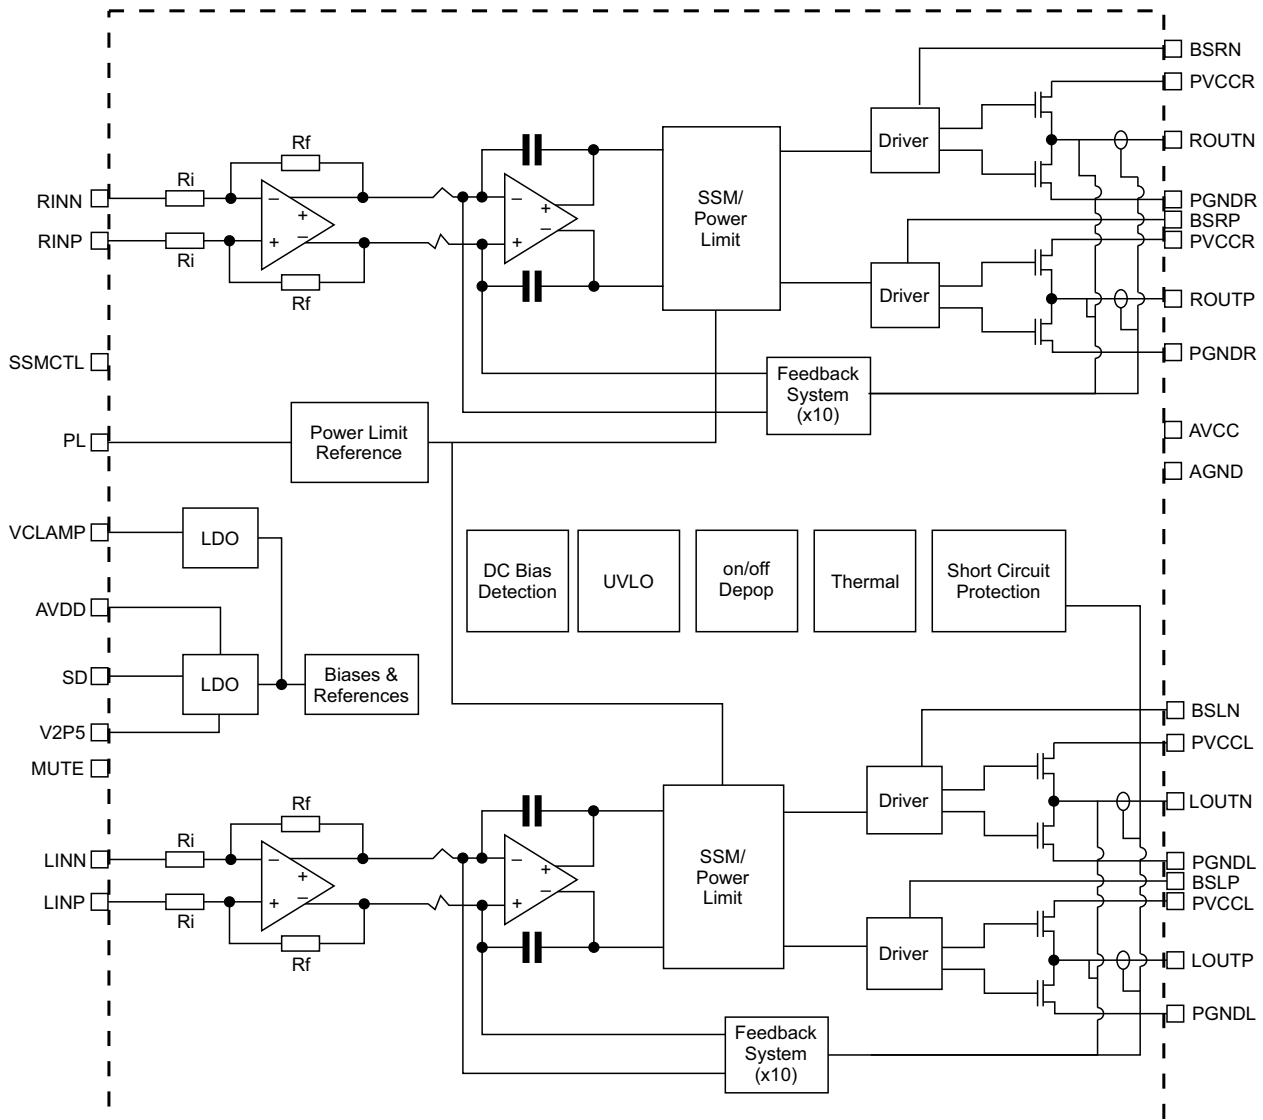 BSRN
PVCCR
Rf
Driver
ROUTN
Ri
SSM/
Power
Limit
RINN
−
+
−
+
PGNDR
BSRP
RINP
+
−
+
−
PVCCR
Ri
Driver
ROUTP
Rf
PGNDR
SSMCTL
Feedback
System
(x10)
PL
Power Limit
Reference
AVCC
AGND
VCLAMP
LDO
DC Bias
Detection
UVLO
on/off
Depop
Thermal
Short Circuit
Protection
AVDD
SD
LDO
Biases &
References
V2P5
MUTE
BSLN
PVCCL
Rf
Driver
LOUTN
Ri
SSM/
Power
Limit
LINN
−
+
−
+
PGNDL
BSLP
LINP
+
−
+
−
PVCCL
Ri
Driver
LOUTP
Rf
PGNDL
Feedback
System
(x10)